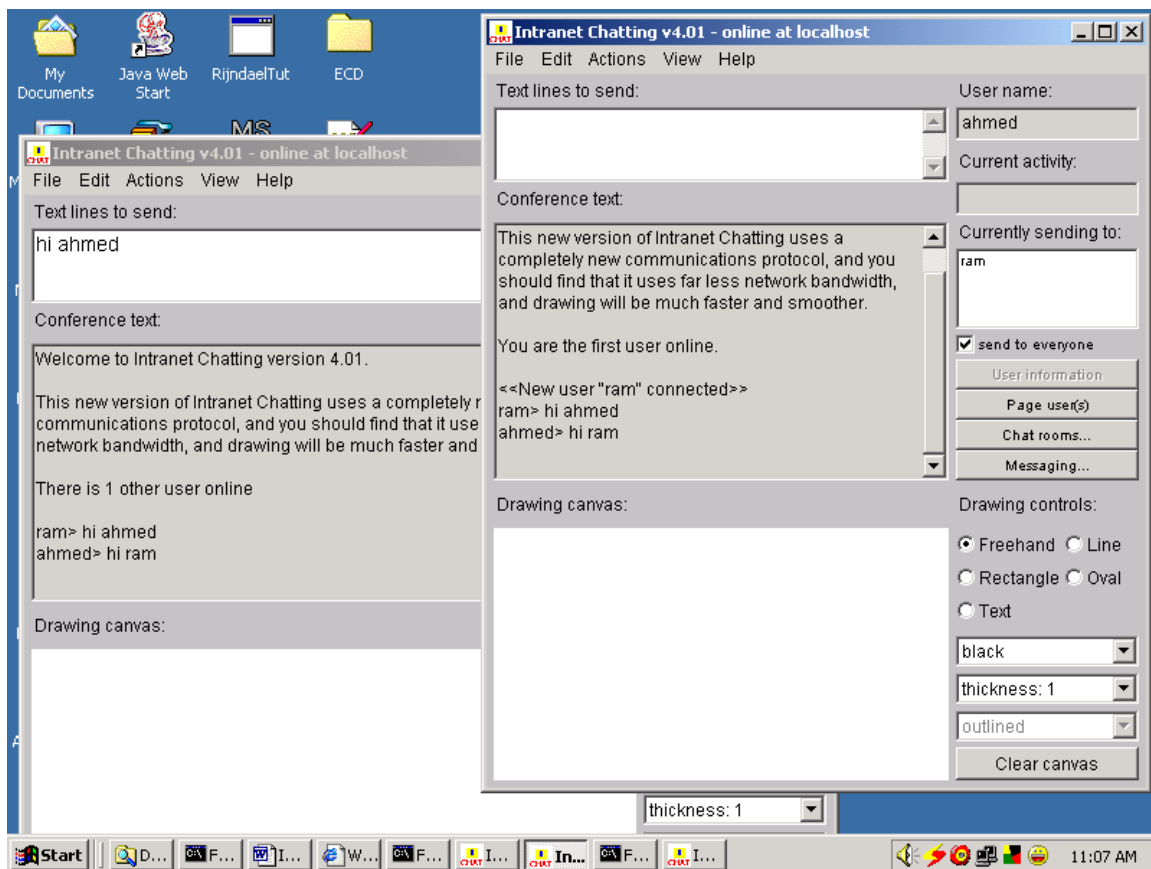 My Documents
Java Web Start
RijndaelTut
ECD
MS
Intranet Chatting v4.01 - online at localhost
File Edit Actions View Help
Text lines to send:
hi ahmed
Conference text:
Welcome to Intranet Chatting version 4.01.
This new version of Intranet Chatting uses a completely
communications protocol, and you should find that it use
network bandwidth, and drawing will be much faster and
There is 1 other user online
ram> hi ahmed
ahmed> hi ram
Drawing canvas:
thickness: 1
Intranet Chatting v4.01 - online at localhost
File Edit Actions View Help
Text lines to send:
Conference text:
This new version of Intranet Chatting uses a
completely new communications protocol, and you
should find that it uses far less network bandwidth,
and drawing will be much faster and smoother.
You are the first user online.
<<New user "ram" connected>>
ram> hi ahmed
ahmed> hi ram
Drawing canvas:
User name:
ahmed
Current activity:
Currently sending to:
ram
send to everyone
User information
Page user(s)
Chat rooms...
Messaging...
Drawing controls:
Freehand Line
Rectangle Oval
Text
black
thickness: 1
outlined
Clear canvas
Start D... F... I... W... F... I... In... F... I... 11:07 AM